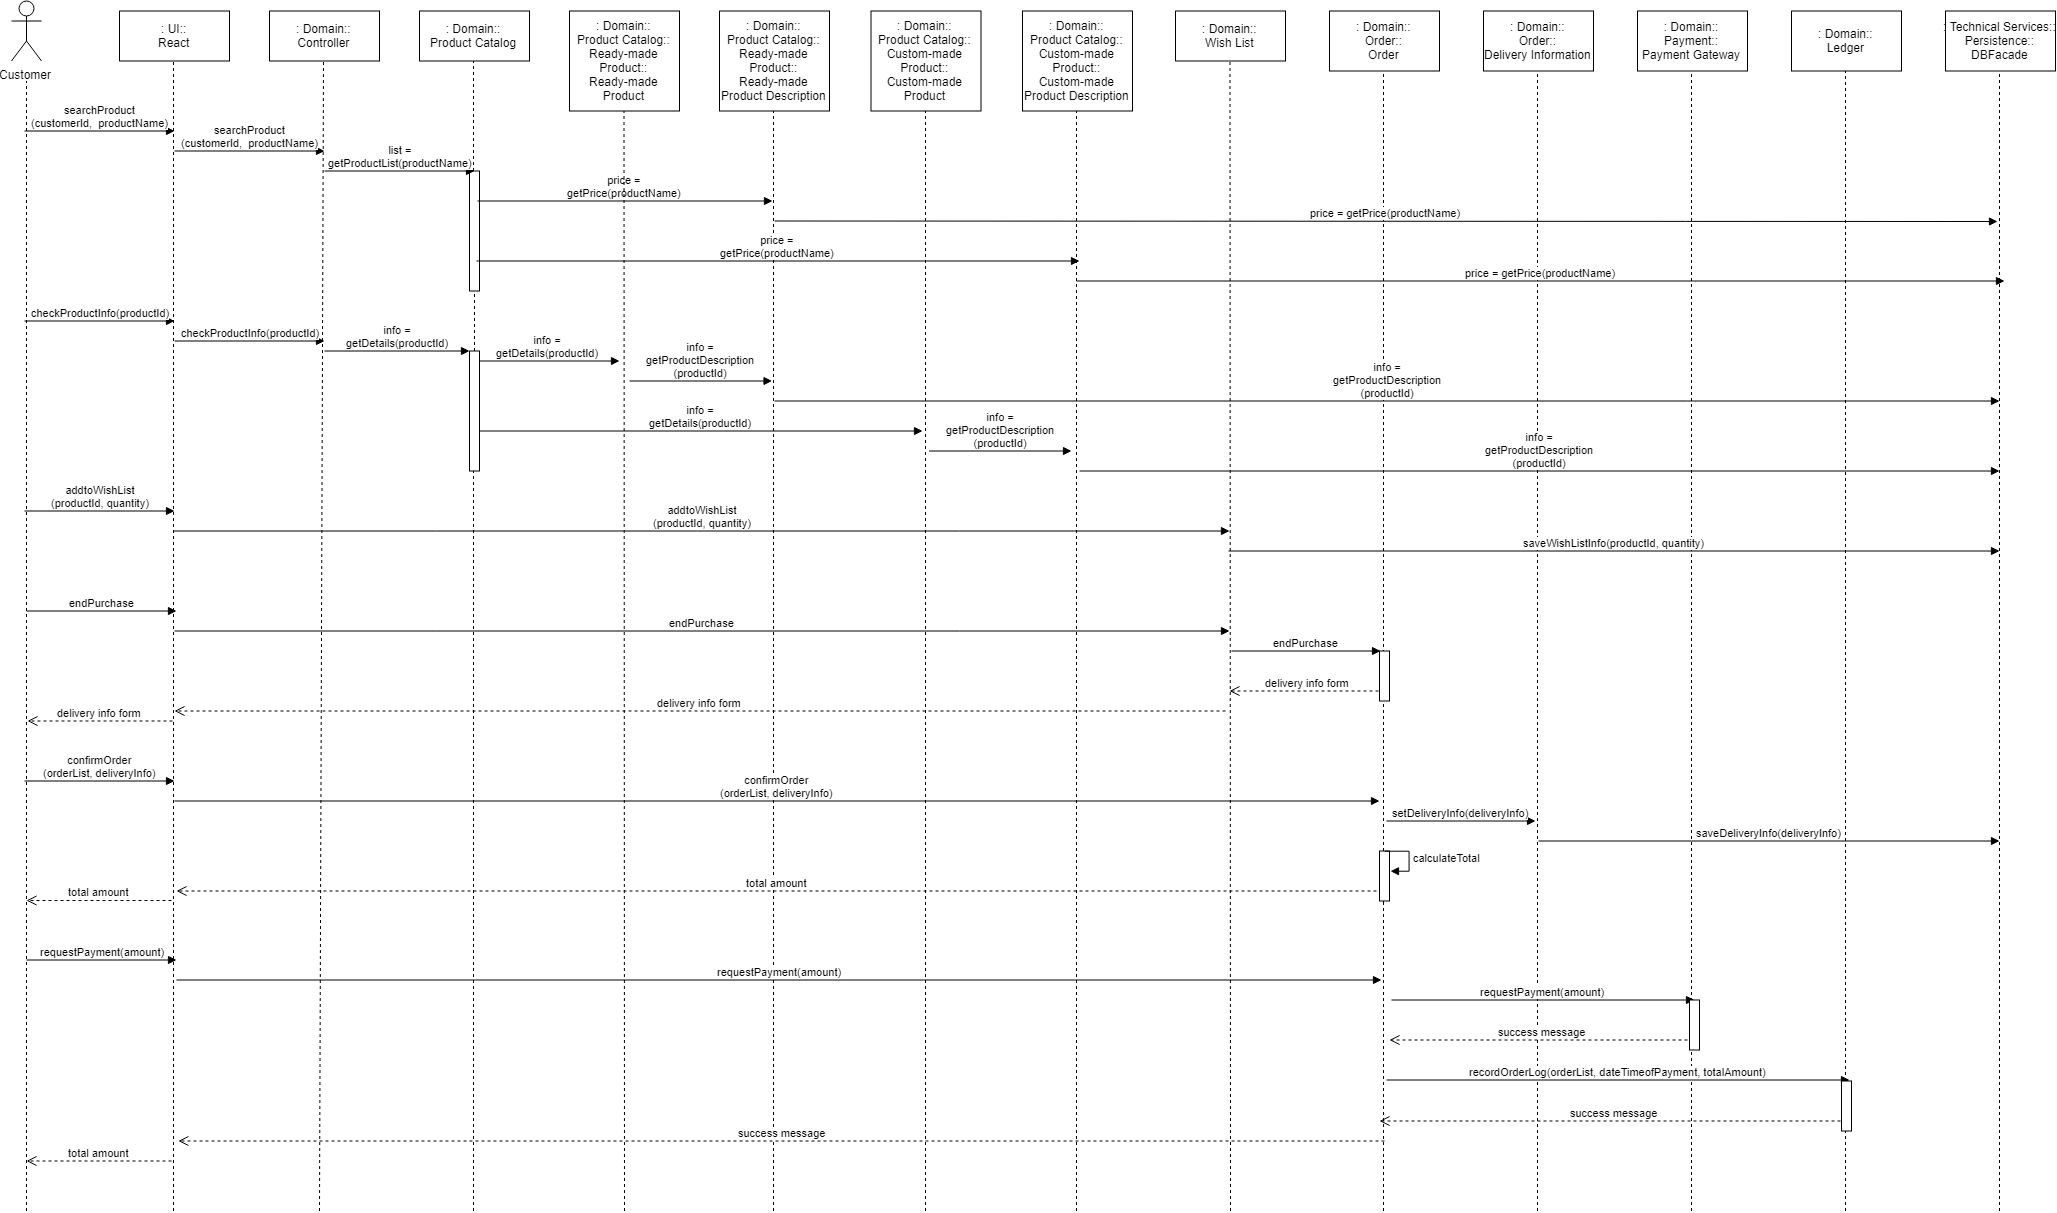 Customer
: UI::
React
: Domain::
Controller
: Domain::
Product Catalog
: Domain::
Product Catalog::
Ready-made
Product::
Ready-made
Product
: Domain::
Product Catalog::
Ready-made
Product::
Ready-made
Product Description
: Domain::
Product Catalog::
Custom-made
Product::
Custom-made
Product
: Domain::
Product Catalog::
Custom-made
Product::
Custom-made
Product Description
: Domain::
Wish List
: Domain::
Order::
Order
: Domain::
Order::
Delivery Information
: Domain::
Payment::
Payment Gateway
: Domain::
Ledger
: Technical Services::
Persistence::
DBFacade
searchProduct
(customerId, productName)
searchProduct
(customerId, productName)
list =
getProductList(productName)
price =
getPrice(productName)
price = getPrice(productName)
price =
getPrice(productName)
price = getPrice(productName)
checkProductInfo(productId)
checkProductInfo(productId)
info =
getDetails(productId)
info =
getDetails(productId)
info =
getProductDescription
(productId)
info =
getProductDescription
(productId)
info =
getDetails(productId)
info =
getProductDescription
(productId)
info =
getProductDescription
(productId)
addtoWishList
(productId, quantity)
addtoWishList
(productId, quantity)
saveWishListInfo(productId, quantity)
endPurchase
endPurchase
endPurchase
delivery info form
delivery info form
delivery info form
confirmOrder
(orderList, deliveryInfo)
confirmOrder
(orderList, deliveryInfo)
setDeliveryInfo(deliveryInfo)
saveDeliveryInfo(deliveryInfo)
calculateTotal
total amount
total amount
requestPayment(amount)
requestPayment(amount)
requestPayment(amount)
success message
recordOrderLog(orderList, dateTimeofPayment, totalAmount)
success message
success message
total amount